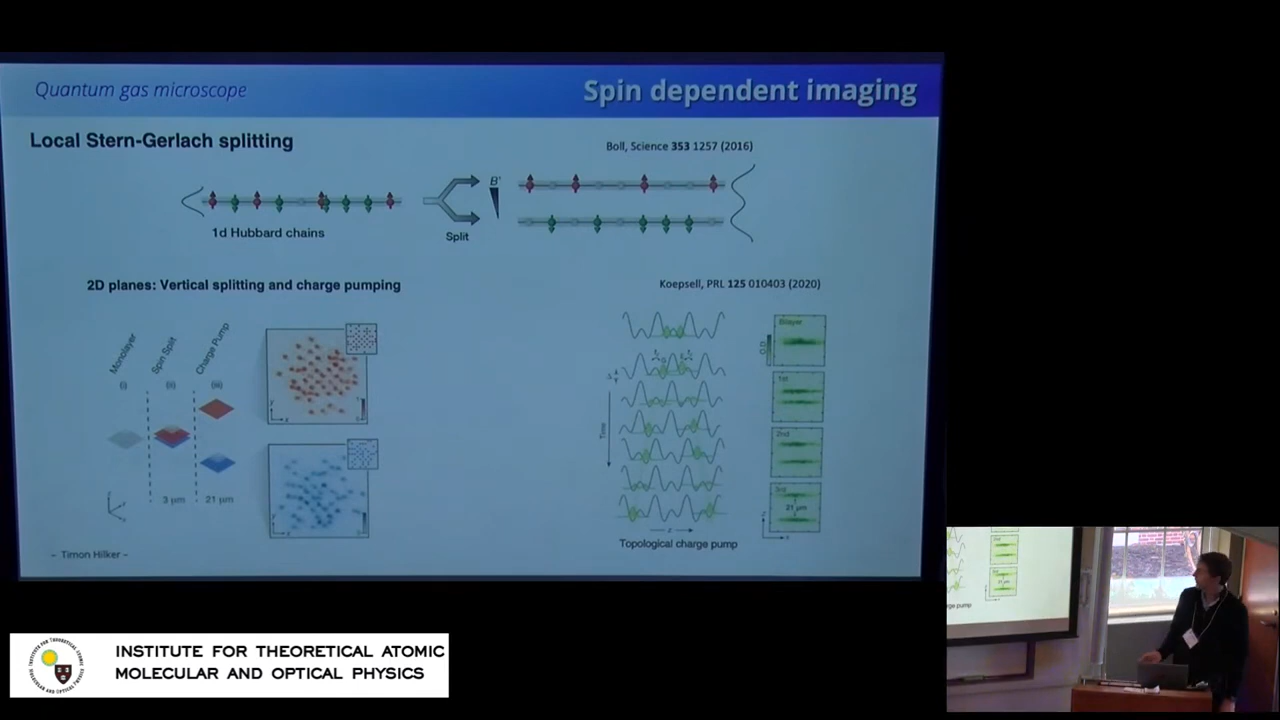 Quantum gas microscope
Spin dependent imaging
Local Stern-Gerlach splitting
Boll, Science 353 1257 (2016)
B'
1d Hubbard chains
Split
2D planes: Vertical splitting and charge pumping
Koepsell, PRL 125 010403 (2020)
Monolayer
Spin Split
Charge Pump
(i)
(ii)
(iii)
3 μm
21 μm
Time
Bilayer
O.D.
1st
2nd
3rd
21 μm
Topological charge pump
– Timon Hilker –
INSTITUTE FOR THEORETICAL ATOMIC
MOLECULAR AND OPTICAL PHYSICS